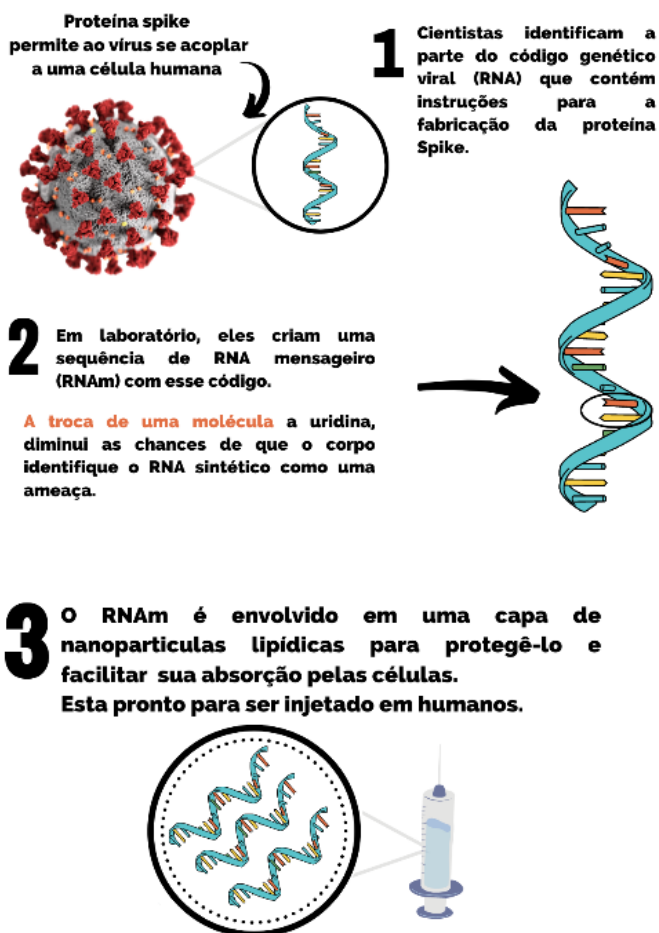 Proteína spike
permite ao vírus se acoplar
a uma célula humana
1
Cientistas identificam a
parte do código genético
viral (RNA) que contém
instruções para a
fabricação da proteína
Spike.
2
Em laboratório, eles criam uma
sequência de RNA mensageiro
(RNAm) com esse código.
A troca de uma molécula a uridina,
diminui as chances de que o corpo
identifique o RNA sintético como uma
ameaça.
3
O RNAm é envolvido em uma capa de
nanoparticulas lipídicas para protegê-lo e
facilitar sua absorção pelas células.
Esta pronto para ser injetado em humanos.